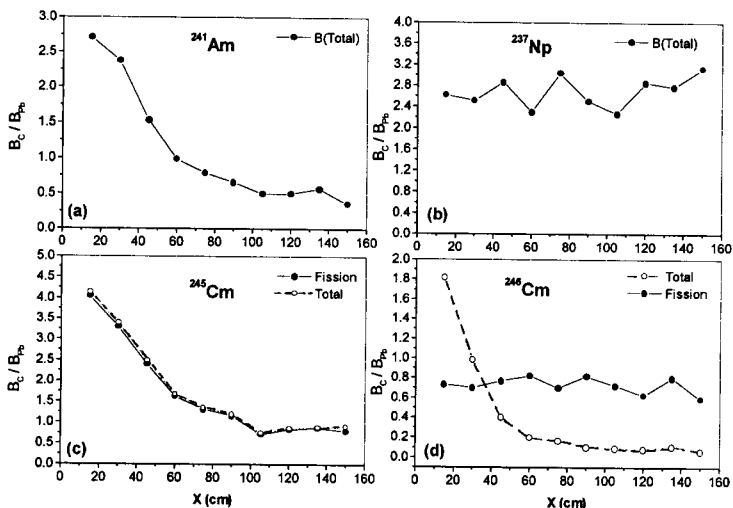 3.0
2.5
2.0
1.5
1.0
0.5
0.0
B_C / B_Pb
²⁴¹Am
B(Total)
(a)
0 20 40 60 80 100 120 140 160
4.0
3.6
3.2
2.8
2.4
2.0
1.6
1.2
0.8
0.4
0.0
B_C / B_Pb
²³⁷Np
B(Total)
(b)
0 20 40 60 80 100 120 140 160
5.0
4.5
4.0
3.5
3.0
2.5
2.0
1.5
1.0
0.5
0.0
B_C / B_Pb
²⁴⁵Cm
Fission
Total
(c)
0 20 40 60 80 100 120 140 160
X (cm)
2.0
1.8
1.6
1.4
1.2
1.0
0.8
0.6
0.4
0.2
0.0
B_C / B_Pb
²⁴⁶Cm
Total
Fission
(d)
0 20 40 60 80 100 120 140 160
X (cm)